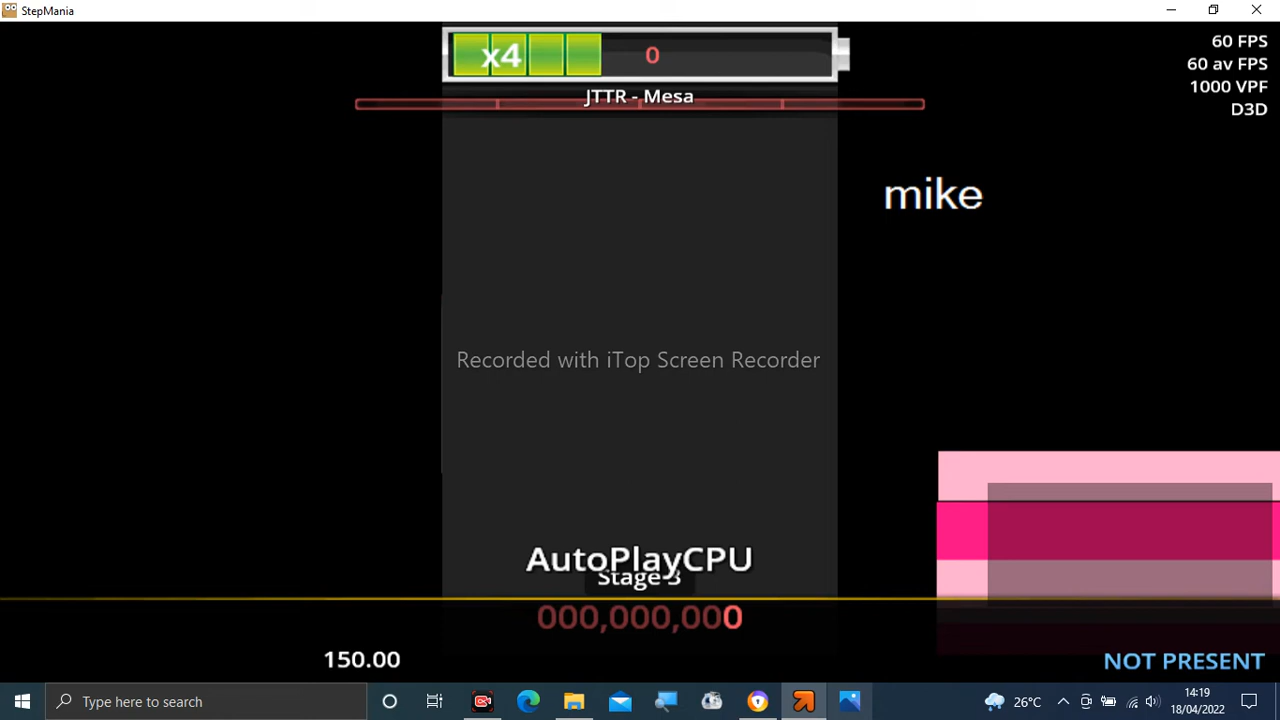 StepMania
x4
0
60 FPS
60 av FPS
1000 VPF
D3D
JTTR - Mesa
mike
Recorded with iTop Screen Recorder
AutoPlayCPU
Stage 3
000,000,000
150.00
NOT PRESENT
Type here to search
26°C
14:19
18/04/2022